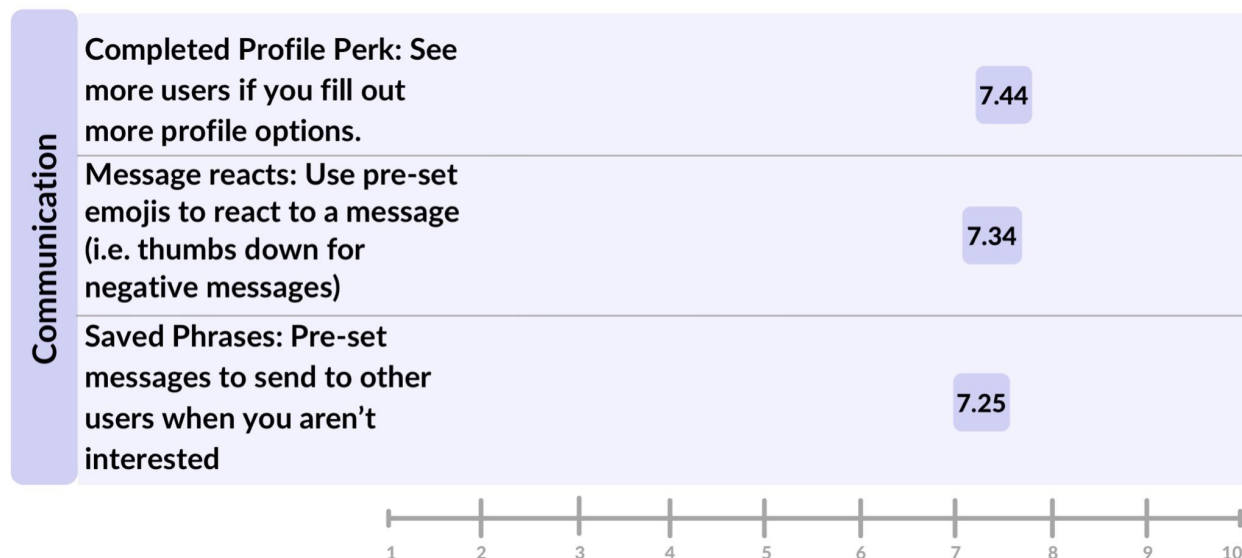 Communication
Completed Profile Perk: See
more users if you fill out
more profile options.
7.44
Message reacts: Use pre-set
emojis to react to a message
(i.e. thumbs down for
negative messages)
7.34
Saved Phrases: Pre-set
messages to send to other
users when you aren’t
interested
7.25
1 2 3 4 5 6 7 8 9 10